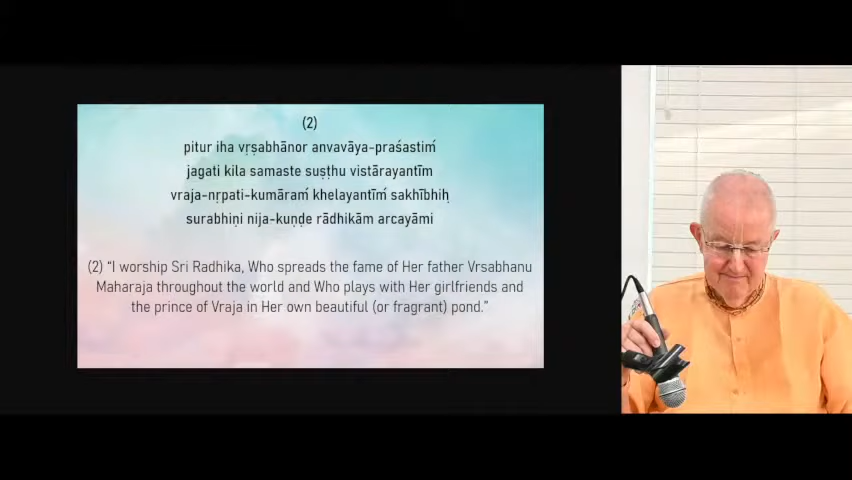 (2)
pitur iha vṛṣabhānor anvavāya-praśastiṁ
jagati kila samaste suṣṭhu vistārayantīm
vraja-nṛpati-kumāraṁ khelayantīṁ sakhībhiḥ
surabhiṇi nija-kuṇḍe rādhikām arcayāmi
(2) “I worship Sri Radhika, Who spreads the fame of Her father Vrsabhanu
Maharaja throughout the world and Who plays with Her girlfriends and
the prince of Vraja in Her own beautiful (or fragrant) pond.”